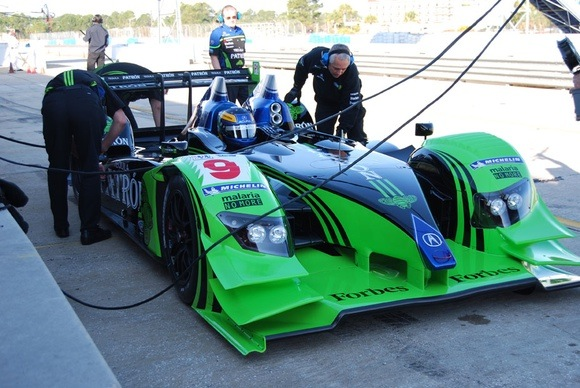 PATRÓN
9
MICHELIN
malaria
NO MORE
MICHELIN
malaria
NO MORE
Forbes
Forbes